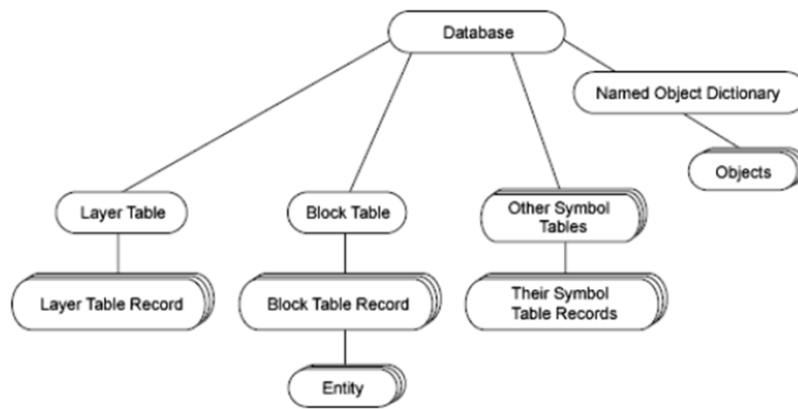 Database
Named Object Dictionary
Objects
Layer Table
Block Table
Other Symbol
Tables
Layer Table Record
Block Table Record
Their Symbol
Table Records
Entity